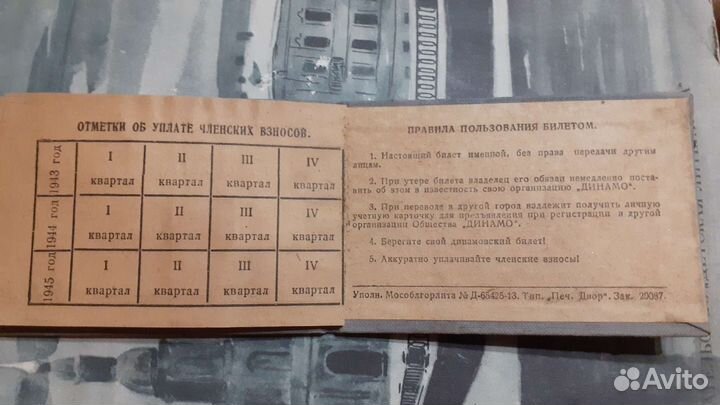 ОТМЕТКИ ОБ УПЛАТЕ ЧЛЕНСКИХ ВЗНОСОВ.
1943 год
I квартал
II квартал
III квартал
IV квартал
1944 год
I квартал
II квартал
III квартал
IV квартал
1945 год
I квартал
II квартал
III квартал
IV квартал
ПРАВИЛА ПОЛЬЗОВАНИЯ БИЛЕТОМ.
1. Настоящий билет именной, без права передачи другим
лицам.
2. При утере билета владелец его обязан немедленно поста-
вить об этом в известность свою организацию „ДИНАМО“.
3. При переводе в другой город надлежит получить личную
учетную карточку для предъявления при регистрации в другой
организации Общества „ДИНАМО“.
4. Берегите свой динамовский билет!
5. Аккуратно уплачивайте членские взносы!
Уполн. Мособлгорлита № Д-65425-13. Тип. „Печ. Двор“. Зак. 20087.
Avito